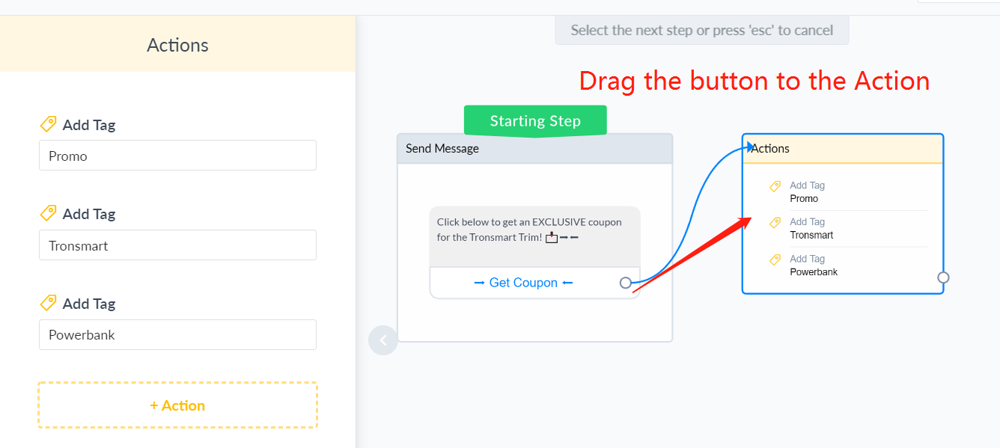 Actions
Add Tag
Promo
Add Tag
Tronsmart
Add Tag
Powerbank
+ Action
Select the next step or press 'esc' to cancel
Drag the button to the Action
Starting Step
Send Message
Click below to get an EXCLUSIVE coupon
for the Tronsmart Trim! 📩➞←
→ Get Coupon ←
Actions
Add Tag
Promo
Add Tag
Tronsmart
Add Tag
Powerbank